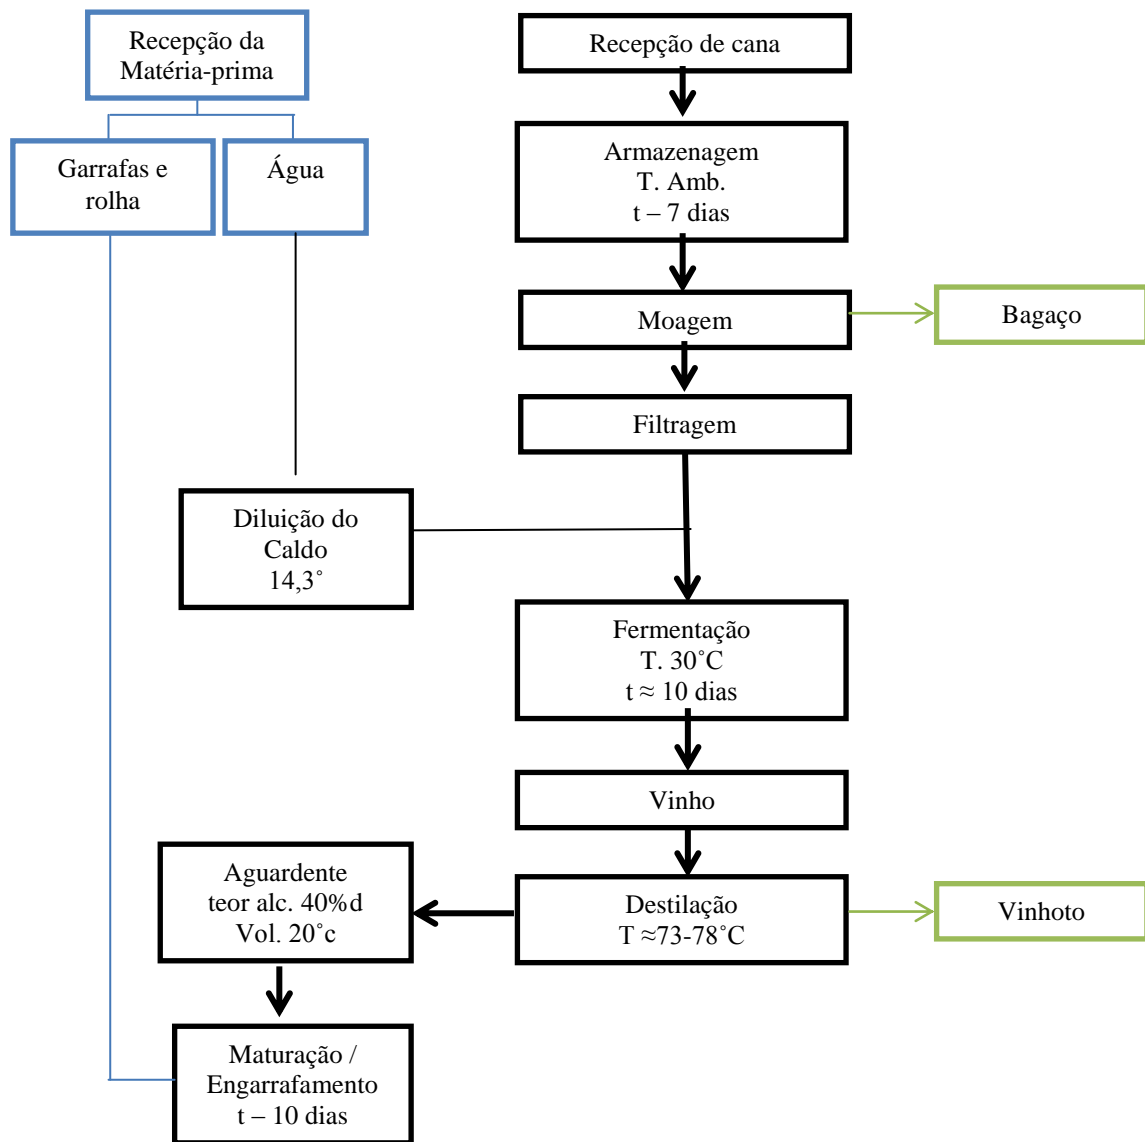 Recepção da
Matéria-prima
Recepção de cana
Garrafas e
rolha
Água
Armazenagem
T. Amb.
t – 7 dias
Moagem
Bagaço
Filtragem
Diluição do
Caldo
14,3˚
Fermentação
T. 30˚C
t ≈ 10 dias
Vinho
Aguardente
teor alc. 40%d
Vol. 20˚c
Destilação
T ≈73-78˚C
Vinhoto
Maturação /
Engarrafamento
t – 10 dias